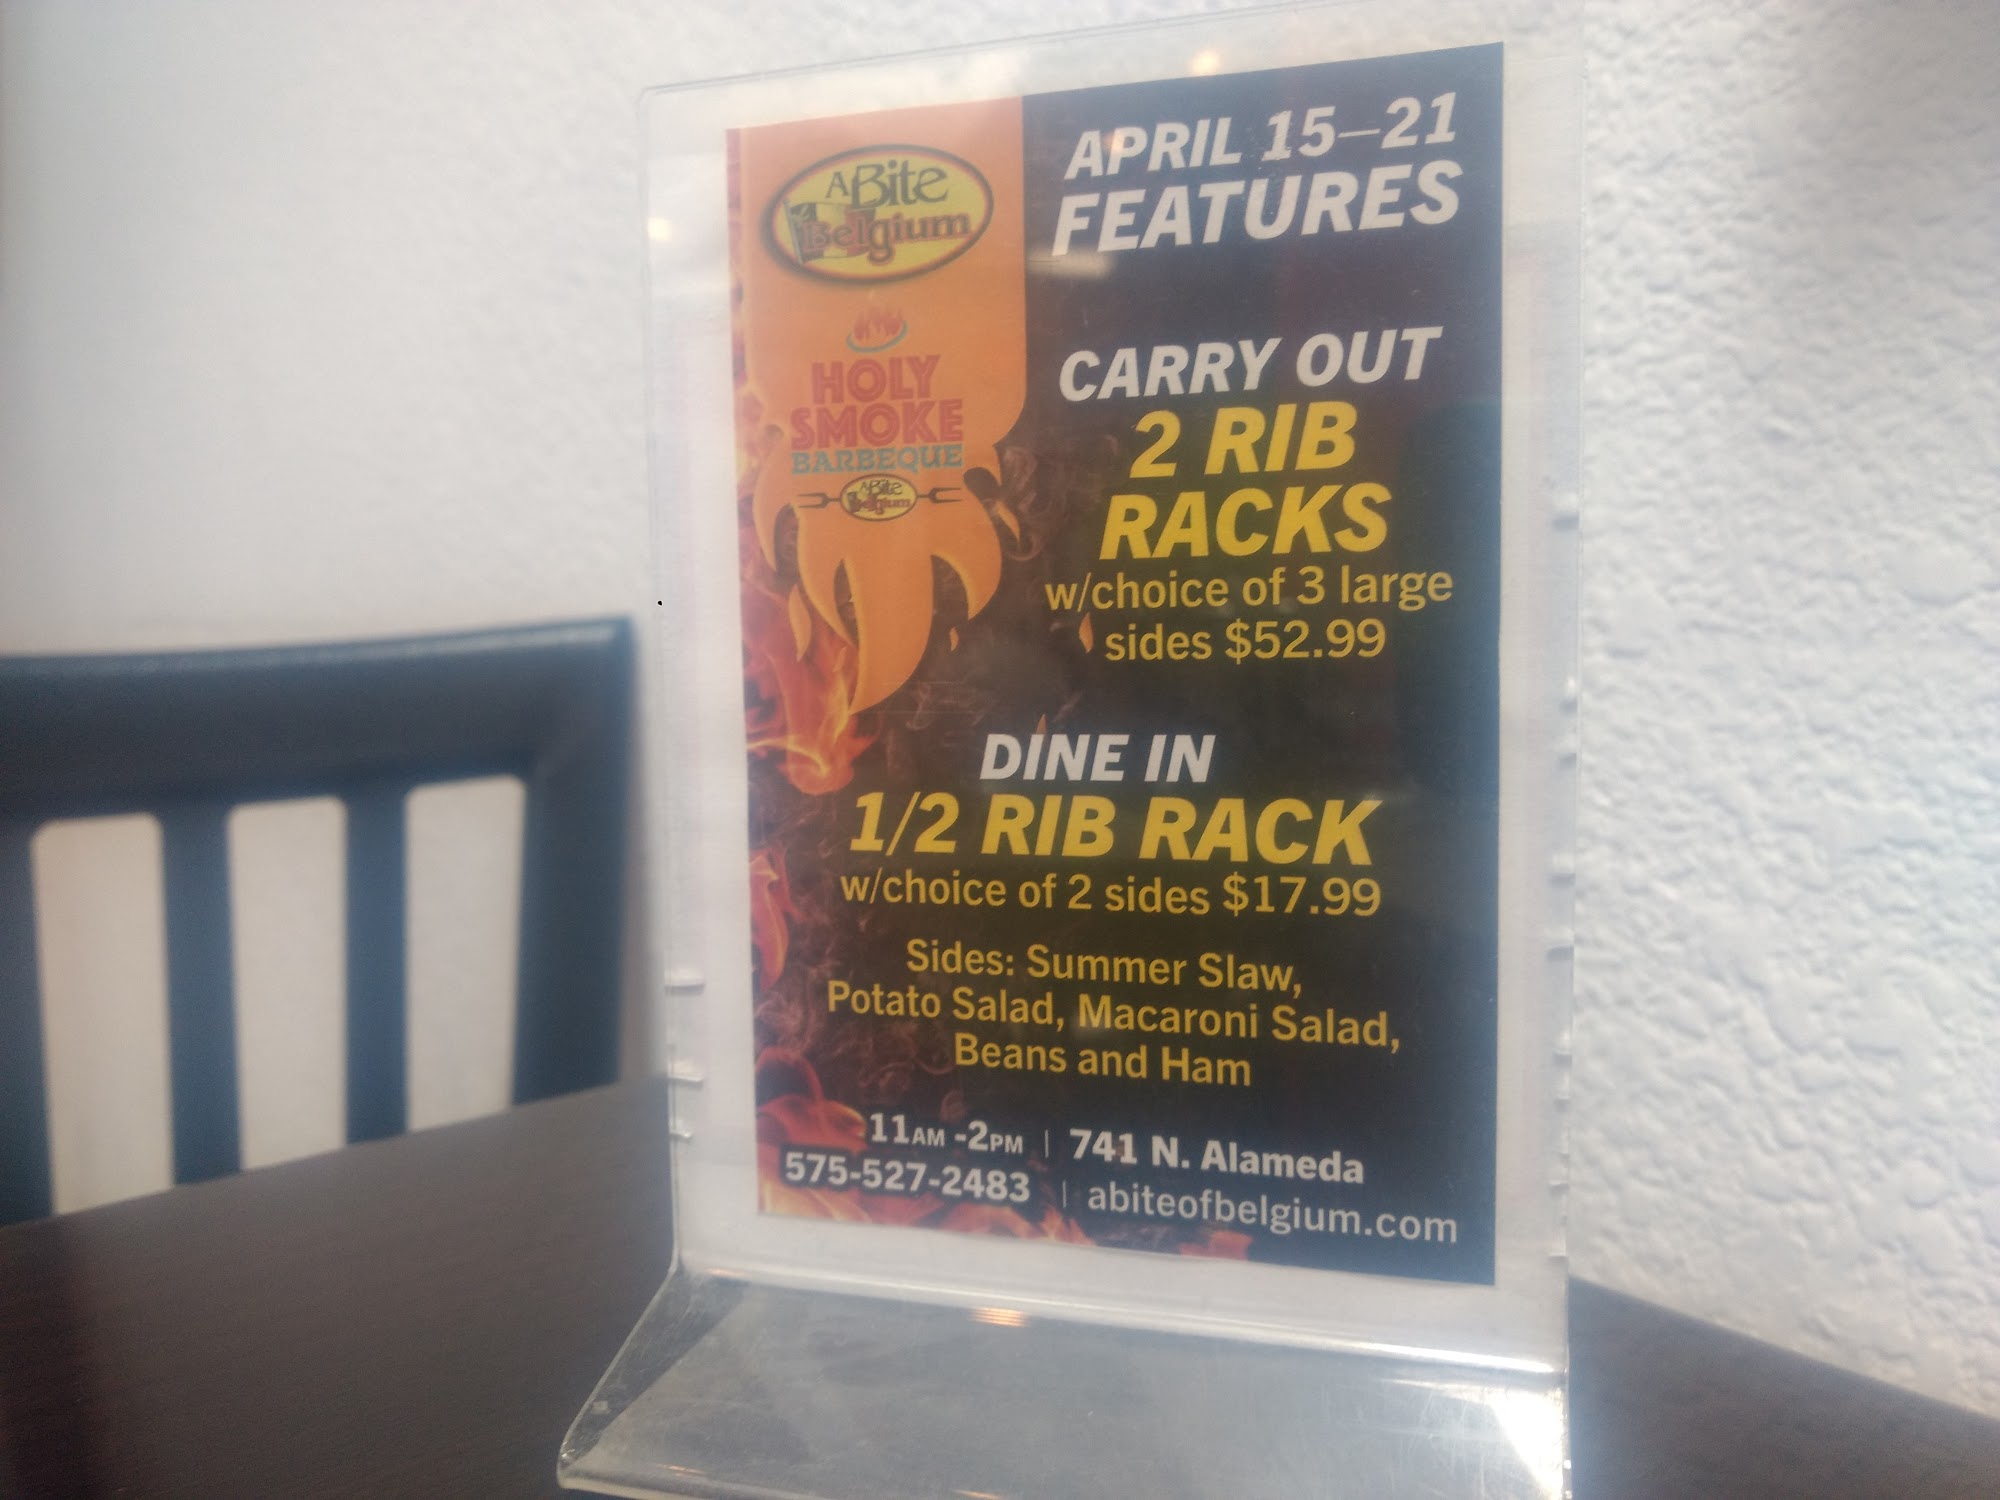 A Bite
Belgium
HOLY
SMOKE
BARBEQUE
A Bite
Belgium
APRIL 15–21
FEATURES
CARRY OUT
2 RIB
RACKS
w/choice of 3 large
sides $52.99
DINE IN
1/2 RIB RACK
w/choice of 2 sides $17.99
Sides: Summer Slaw,
Potato Salad, Macaroni Salad,
Beans and Ham
11AM -2PM | 741 N. Alameda
575-527-2483 | abiteofbelgium.com